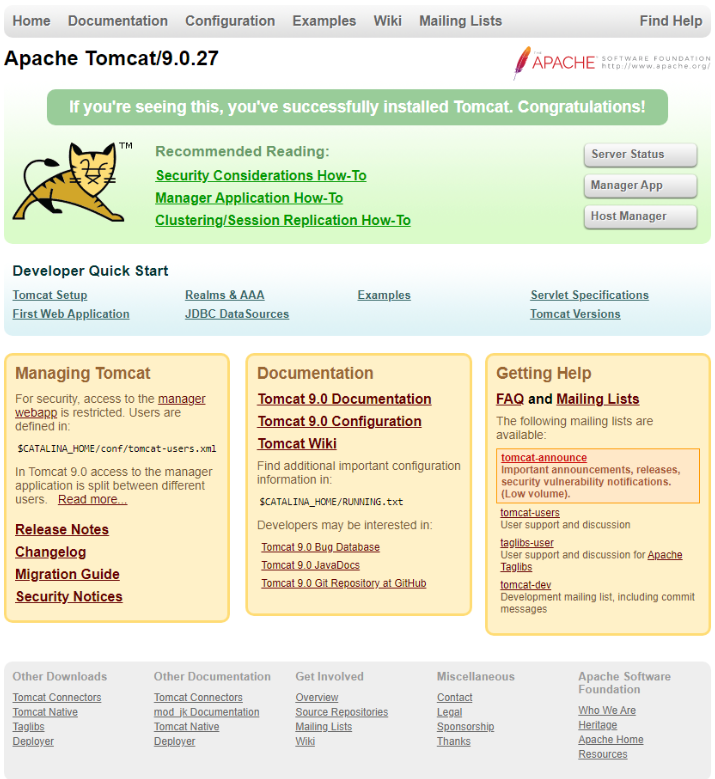 Home Documentation Configuration Examples Wiki Mailing Lists Find Help
Apache Tomcat/9.0.27
THE
APACHE SOFTWARE FOUNDATION
http://www.apache.org/
If you're seeing this, you've successfully installed Tomcat. Congratulations!
TM
Recommended Reading:
Security Considerations How-To
Manager Application How-To
Clustering/Session Replication How-To
Server Status
Manager App
Host Manager
Developer Quick Start
Tomcat Setup
First Web Application
Realms & AAA
JDBC DataSources
Examples
Servlet Specifications
Tomcat Versions
Managing Tomcat
For security, access to the manager
webapp is restricted. Users are
defined in:
$CATALINA_HOME/conf/tomcat-users.xml
In Tomcat 9.0 access to the manager
application is split between different
users. Read more...
Release Notes
Changelog
Migration Guide
Security Notices
Documentation
Tomcat 9.0 Documentation
Tomcat 9.0 Configuration
Tomcat Wiki
Find additional important configuration
information in:
$CATALINA_HOME/RUNNING.txt
Developers may be interested in:
Tomcat 9.0 Bug Database
Tomcat 9.0 JavaDocs
Tomcat 9.0 Git Repository at GitHub
Getting Help
FAQ and Mailing Lists
The following mailing lists are
available:
tomcat-announce
Important announcements, releases,
security vulnerability notifications.
(Low volume).
tomcat-users
User support and discussion
taglibs-user
User support and discussion for Apache
Taglibs
tomcat-dev
Development mailing list, including commit
messages
Other Downloads
Tomcat Connectors
Tomcat Native
Taglibs
Deployer
Other Documentation
Tomcat Connectors
mod_jk Documentation
Tomcat Native
Deployer
Get Involved
Overview
Source Repositories
Mailing Lists
Wiki
Miscellaneous
Contact
Legal
Sponsorship
Thanks
Apache Software
Foundation
Who We Are
Heritage
Apache Home
Resources